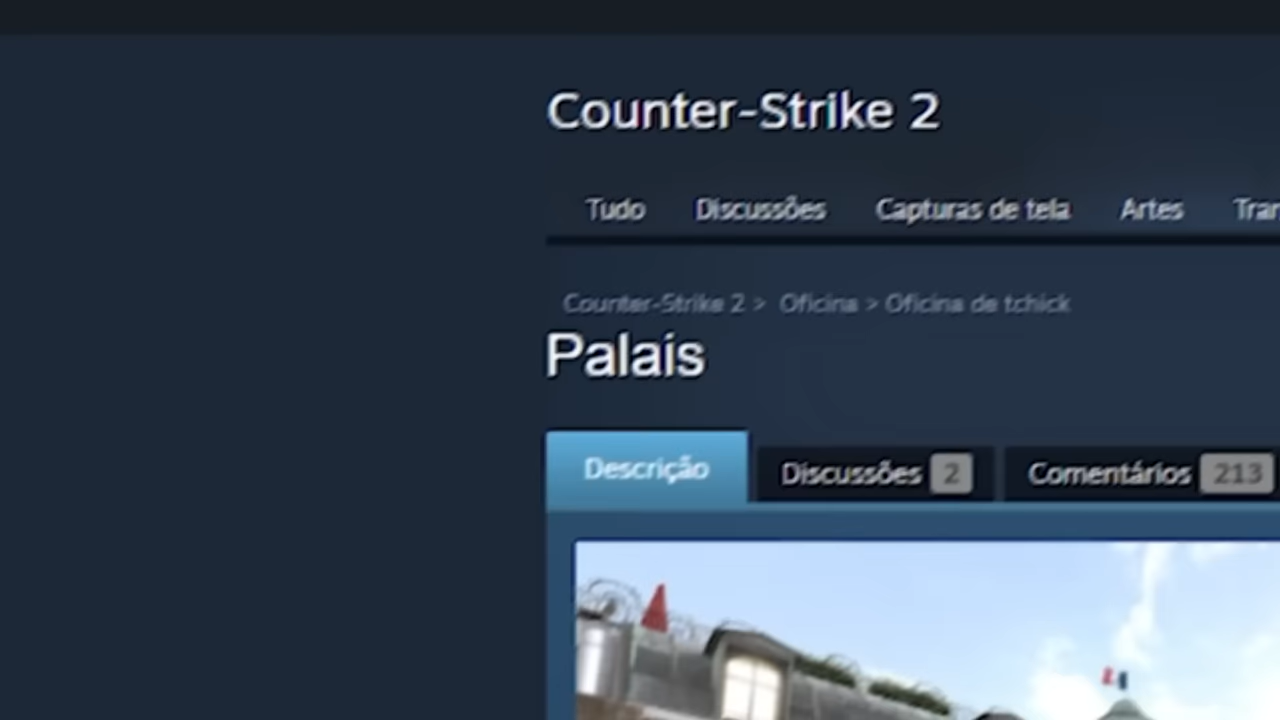 Counter-Strike 2
Tudo Discussões Capturas de tela Artes
Counter-Strike 2 > Oficina > Oficina de tchick
Palais
Descrição Discussões 2 Comentários 213